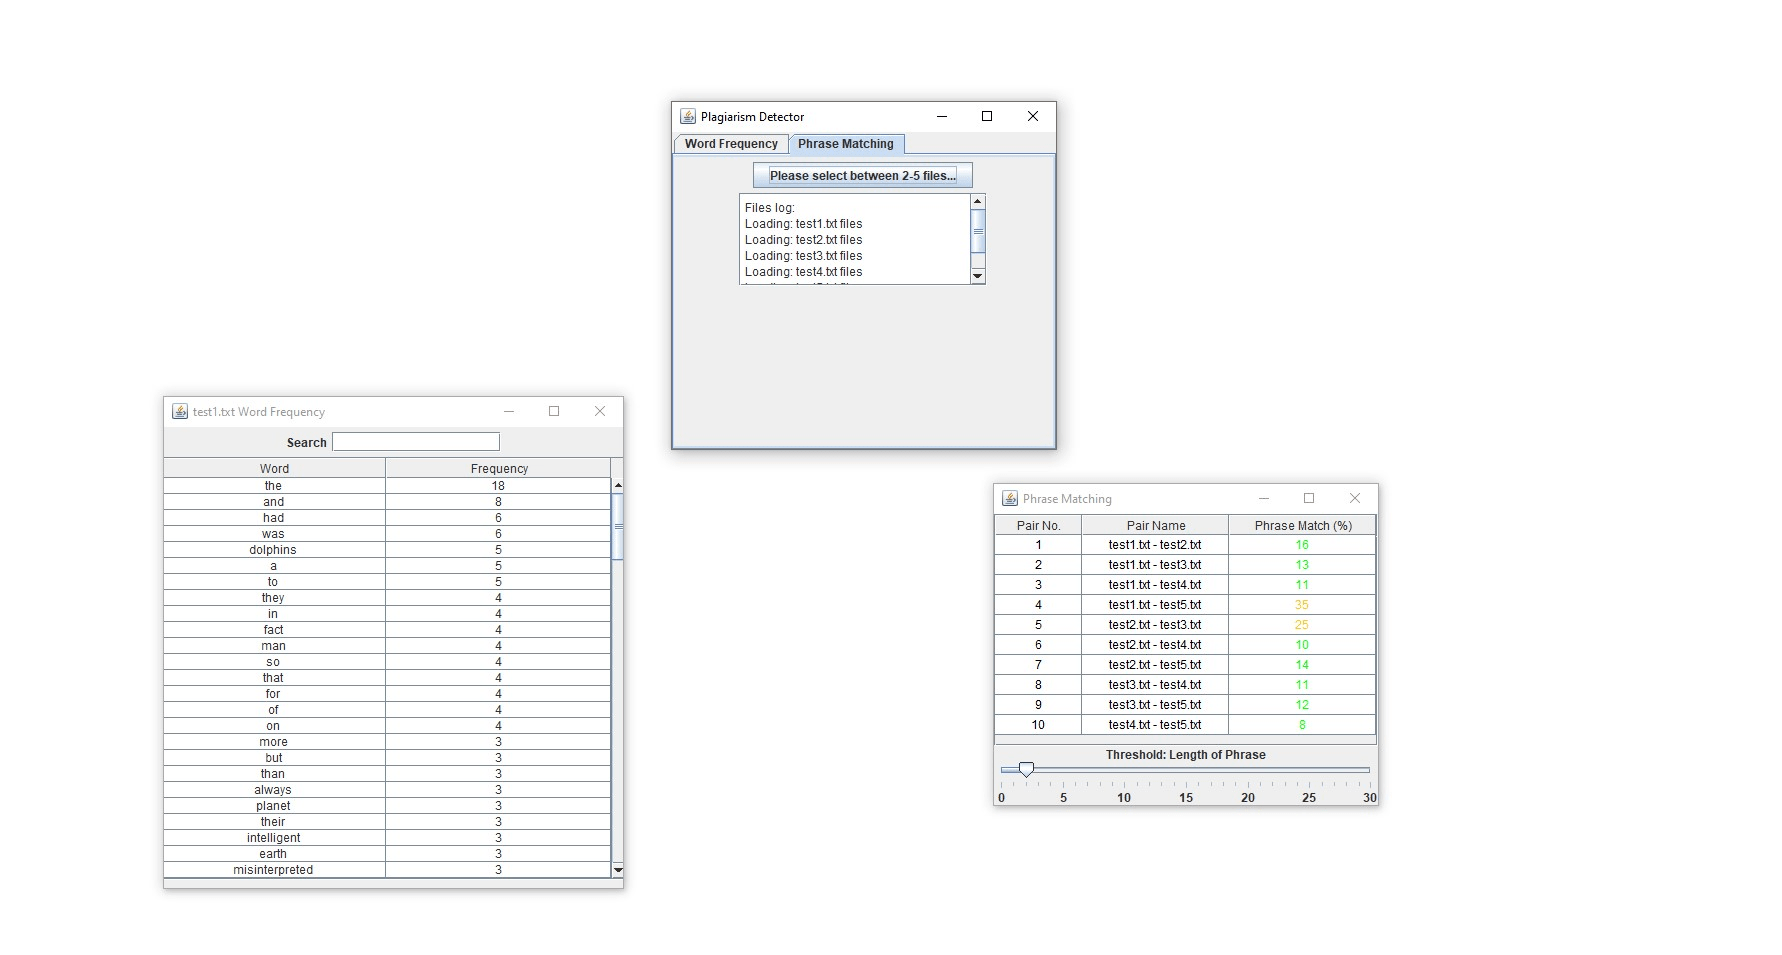 Plagiarism Detector
Word Frequency Phrase Matching
Please select between 2-5 files...
Files log:
Loading: test1.txt files
Loading: test2.txt files
Loading: test3.txt files
Loading: test4.txt files
test1.txt Word Frequency
Search
Word Frequency
the 18
and 8
had 6
was 6
dolphins 5
a 5
to 5
they 4
in 4
fact 4
man 4
so 4
that 4
for 4
of 4
on 4
more 3
but 3
than 3
always 3
planet 3
their 3
intelligent 3
earth 3
misinterpreted 3
Phrase Matching
Pair No. Pair Name Phrase Match (%)
1 test1.txt - test2.txt 16
2 test1.txt - test3.txt 13
3 test1.txt - test4.txt 11
4 test1.txt - test5.txt 35
5 test2.txt - test3.txt 25
6 test2.txt - test4.txt 10
7 test2.txt - test5.txt 14
8 test3.txt - test4.txt 11
9 test3.txt - test5.txt 12
10 test4.txt - test5.txt 8
Threshold: Length of Phrase
0 5 10 15 20 25 30